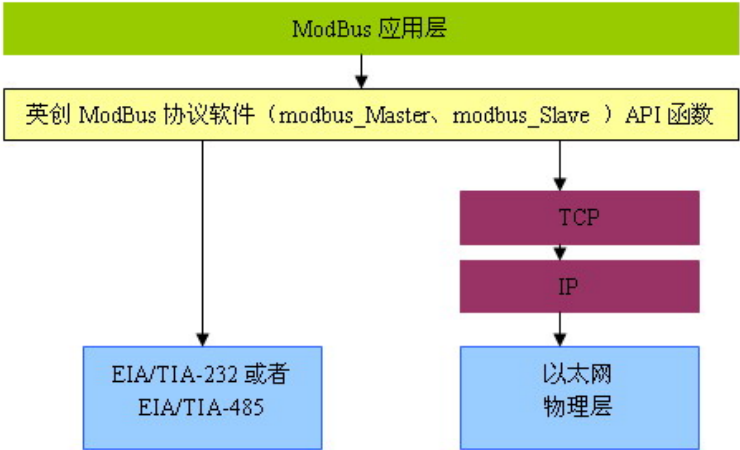 ModBus 应用层
英创 ModBus 协议软件（modbus_Master、modbus_Slave ）API 函数
TCP
IP
EIA/TIA-232 或者
EIA/TIA-485
以太网
物理层